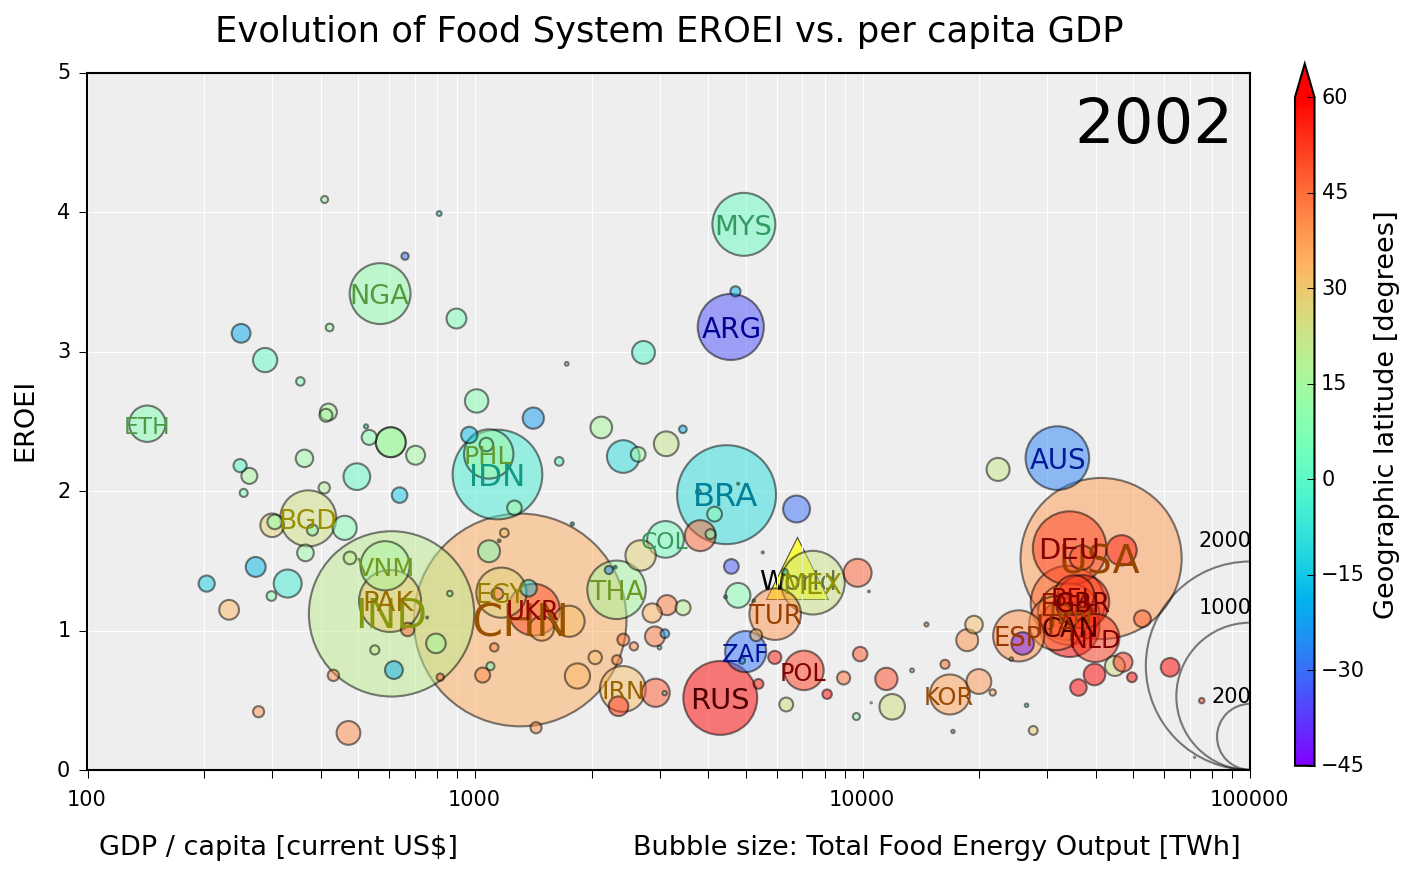 Evolution of Food System EROEI vs. per capita GDP
2002
5
4
3
2
1
0
EROEI
MYS
NGA
ARG
ETH
PHL
IDN
AUS
BRA
BGD
COL
DEU
USA
2000
VNM
World
MEX
PAK
EGY
THA
1000
IND
UKR
CHN
TUR
GBR
CAN
ESP
NLD
ZAF
POL
IRN
RUS
KOR
200
100
1000
10000
100000
GDP / capita [current US$]
Bubble size: Total Food Energy Output [TWh]
60
45
30
15
0
−15
−30
−45
Geographic latitude [degrees]